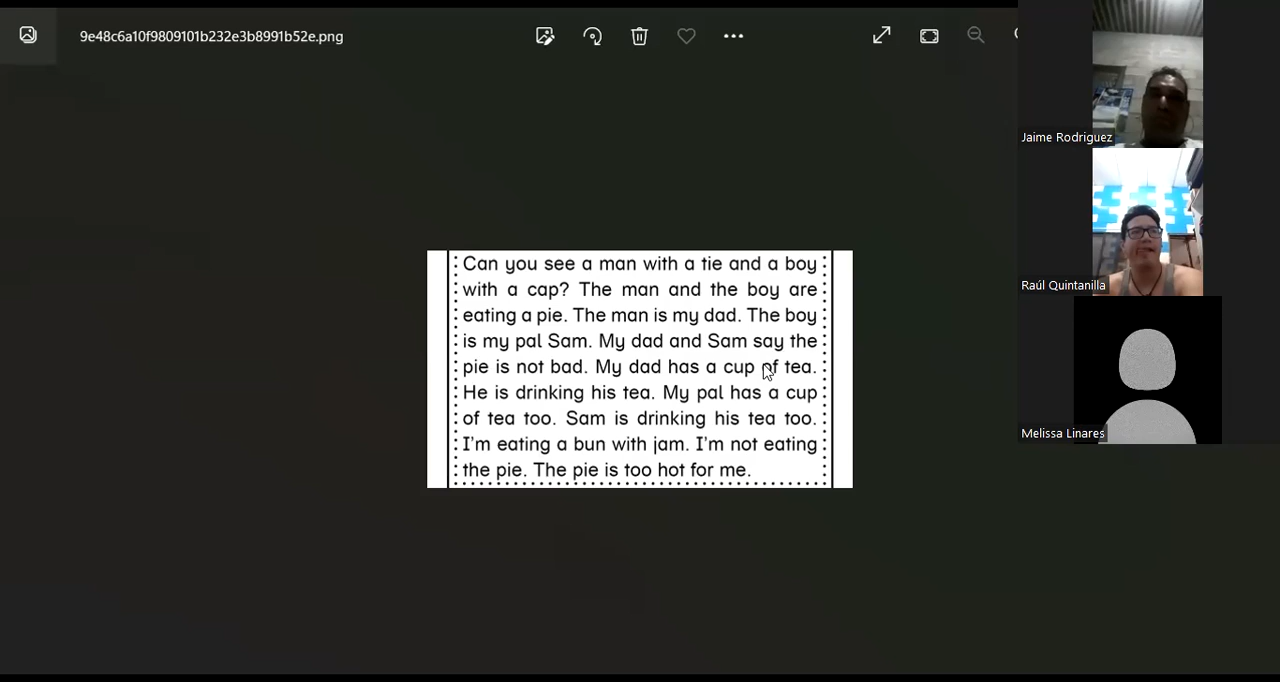 9e48c6a10f9809101b232e3b8991b52e.png
Jaime Rodriguez
Raúl Quintanilla
Melissa Linares
Can you see a man with a tie and a boy
with a cap? The man and the boy are
eating a pie. The man is my dad. The boy
is my pal Sam. My dad and Sam say the
pie is not bad. My dad has a cup of tea.
He is drinking his tea. My pal has a cup
of tea too. Sam is drinking his tea too.
I'm eating a bun with jam. I'm not eating
the pie. The pie is too hot for me.